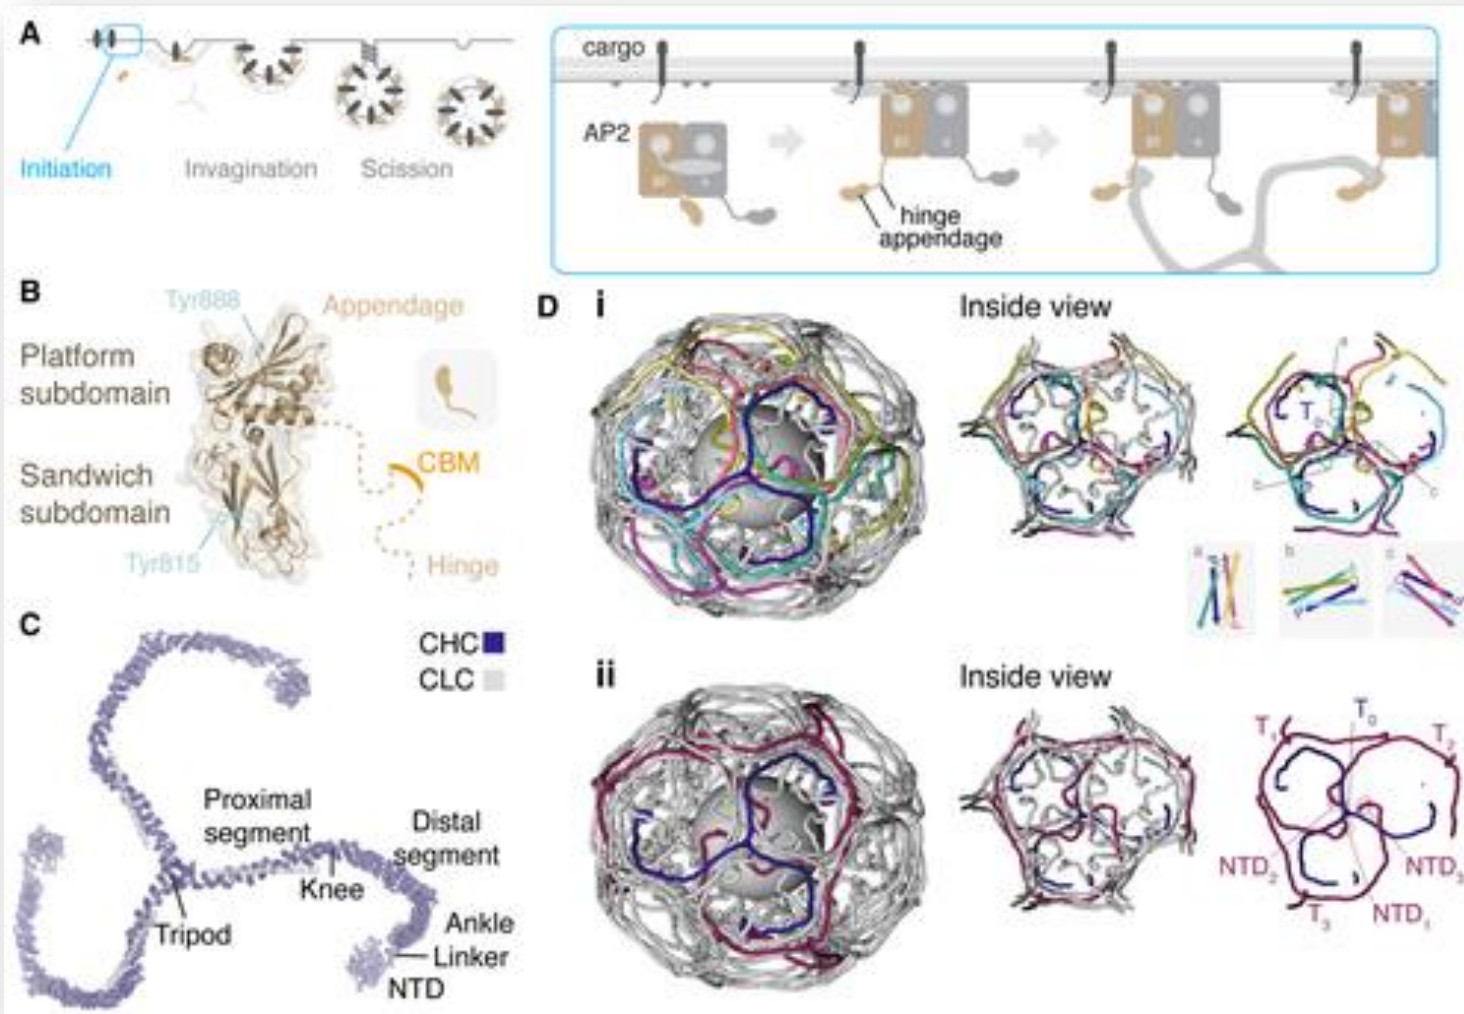 A
Initiation
Invagination
Scission
cargo
AP2
hinge
appendage
B
Tyr888
Appendage
Platform
subdomain
CBM
Sandwich
subdomain
Tyr815
Hinge
C
CHC
CLC
Proximal
segment
Distal
segment
Knee
Ankle
Tripod
Linker
NTD
D
i
Inside view
T
a
b
c
a
b
c
ii
Inside view
T₀
T₁
T₂
NTD₂
NTD₃
T₃
NTD₁